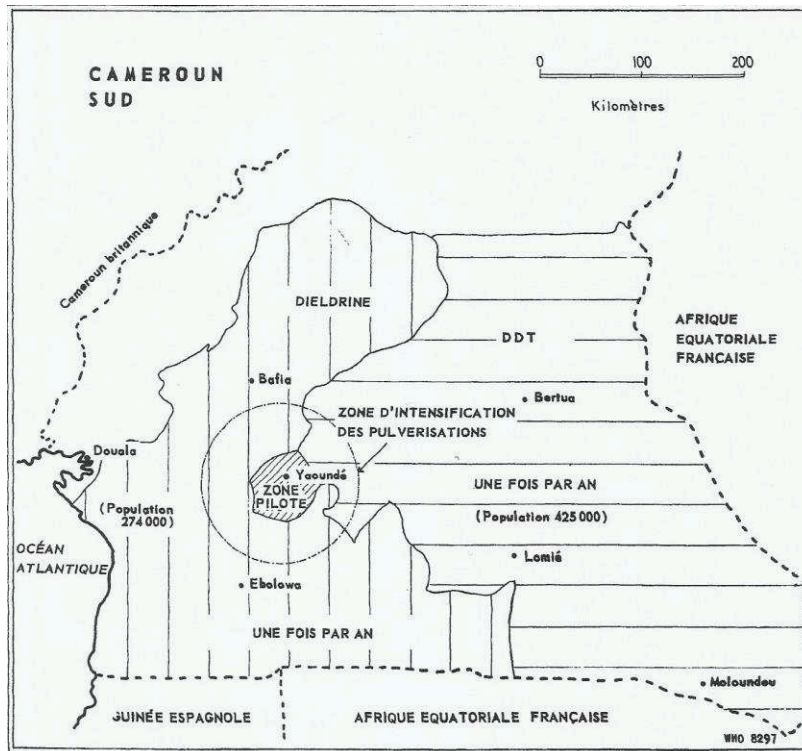 CAMEROUN
SUD
0 100 200
Kilomètres
Cameroun britannique
DIELDRINE
DDT
AFRIQUE
EQUATORIALE
FRANÇAISE
Bafia
Bertua
ZONE D'INTENSIFICATION
DES PULVERISATIONS
Douala
Yaoundé
ZONE
PILOTE
UNE FOIS PAR AN
(Population 425 000)
(Population
274 000)
OCÉAN
ATLANTIQUE
Lomié
Ebolowa
UNE FOIS PAR AN
Moloundou
GUINÉE ESPAGNOLE
AFRIQUE EQUATORIALE FRANÇAISE
WHO 8297